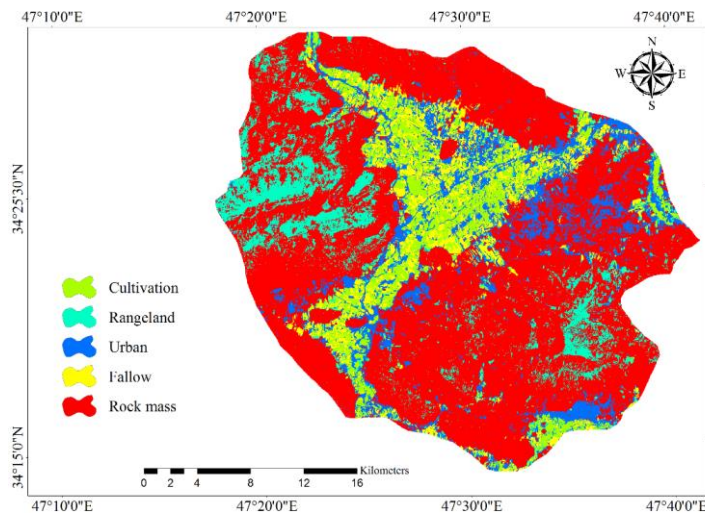 47°10'0"E 47°20'0"E 47°30'0"E 47°40'0"E
N
W E
S
34°25'30"N
34°15'0"N
Cultivation
Rangeland
Urban
Fallow
Rock mass
Kilometers
0 2 4 8 12 16
47°10'0"E 47°20'0"E 47°30'0"E 47°40'0"E